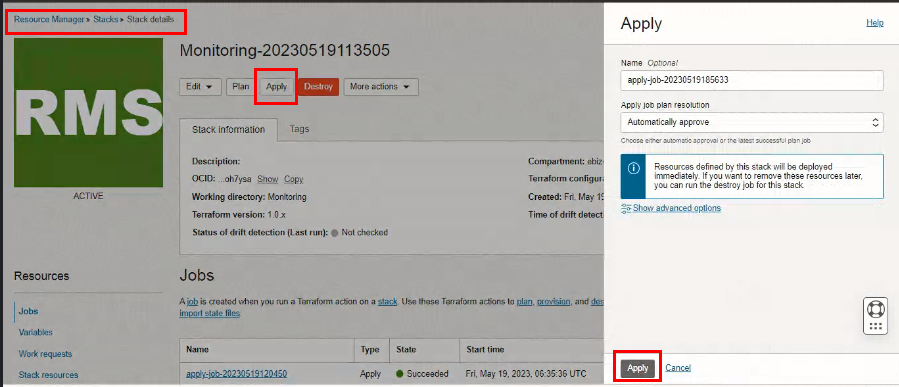 Resource Manager » Stacks » Stack details
RMS
ACTIVE
Monitoring-20230519113505
Edit
Plan
Apply
Destroy
More actions
Stack information
Tags
Description:
OCID: ...oh7ysa Show Copy
Working directory: Monitoring
Terraform version: 1.0.x
Status of drift detection (Last run): Not checked
Compartment: ebiz
Terraform configura
Created: Fri, May 19
Time of drift detect
Resources
Jobs
Variables
Work requests
Stack resources
Jobs
A job is created when you run a Terraform action on a stack. Use these Terraform actions to plan, provision, and des
import state files.
Name Type State Start time
apply-job-20230519120450 Apply Succeeded Fri, May 19, 2023, 06:35:36 UTC
Apply
Help
Name Optional
apply-job-20230519185633
Apply job plan resolution
Automatically approve
Choose either automatic approval or the latest successful plan job
Resources defined by this stack will be deployed
immediately. If you want to remove these resources later,
you can run the destroy job for this stack.
Show advanced options
Apply
Cancel